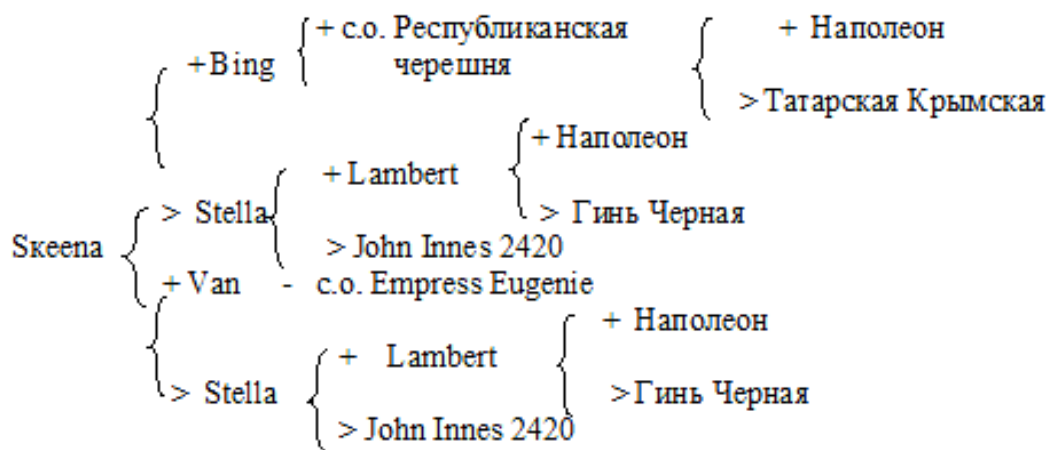 + с.о. Республиканская + Наполеон
+Bing черешня
>Татарская Крымская
+Наполеон
+Lambert
> Stella > Гинь Черная
Skeena > John Innes 2420
+Van - с.о. Empress Eugenie
+ Наполеон
+ Lambert
> Stella >Гинь Черная
> John Innes 2420